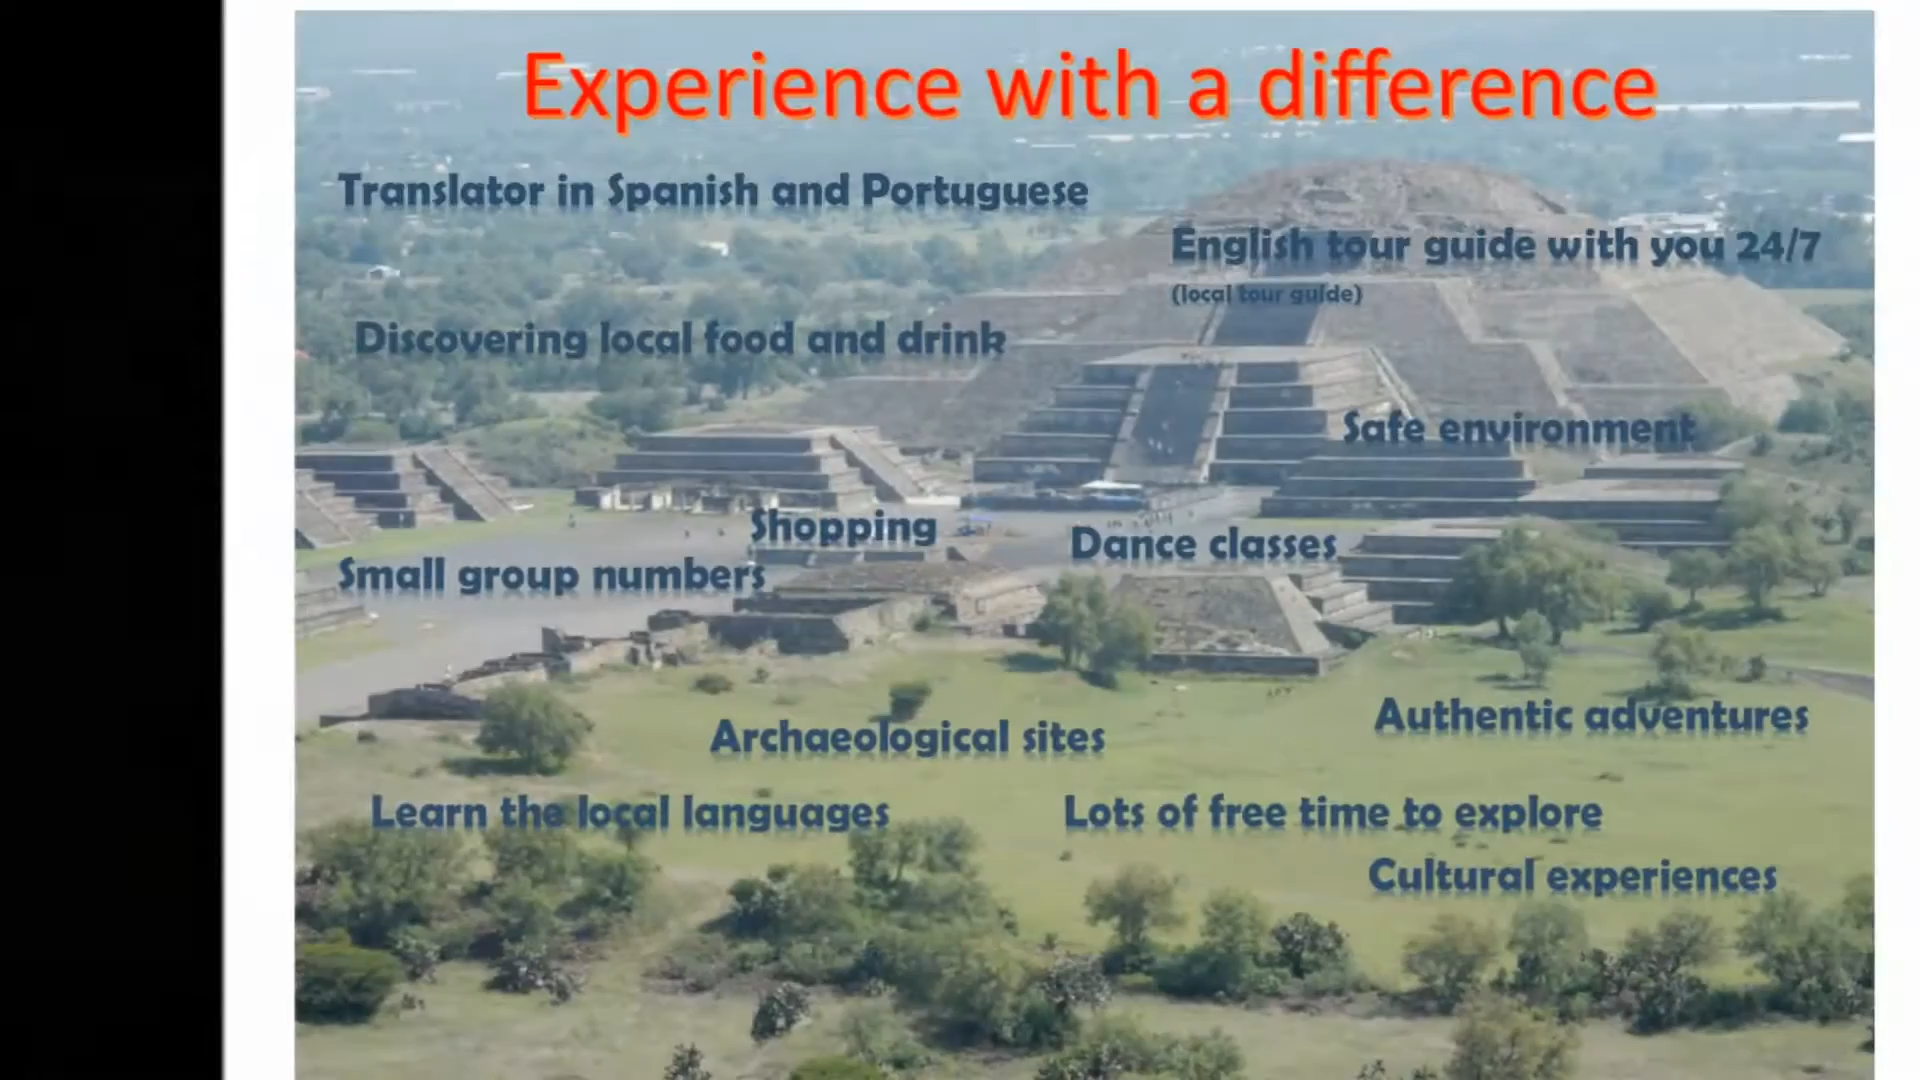 Experience with a difference
Translator in Spanish and Portuguese
English tour guide with you 24/7
(local tour guide)
Discovering local food and drink
Safe environment
Shopping
Dance classes
Small group numbers
Authentic adventures
Archaeological sites
Learn the local languages
Lots of free time to explore
Cultural experiences